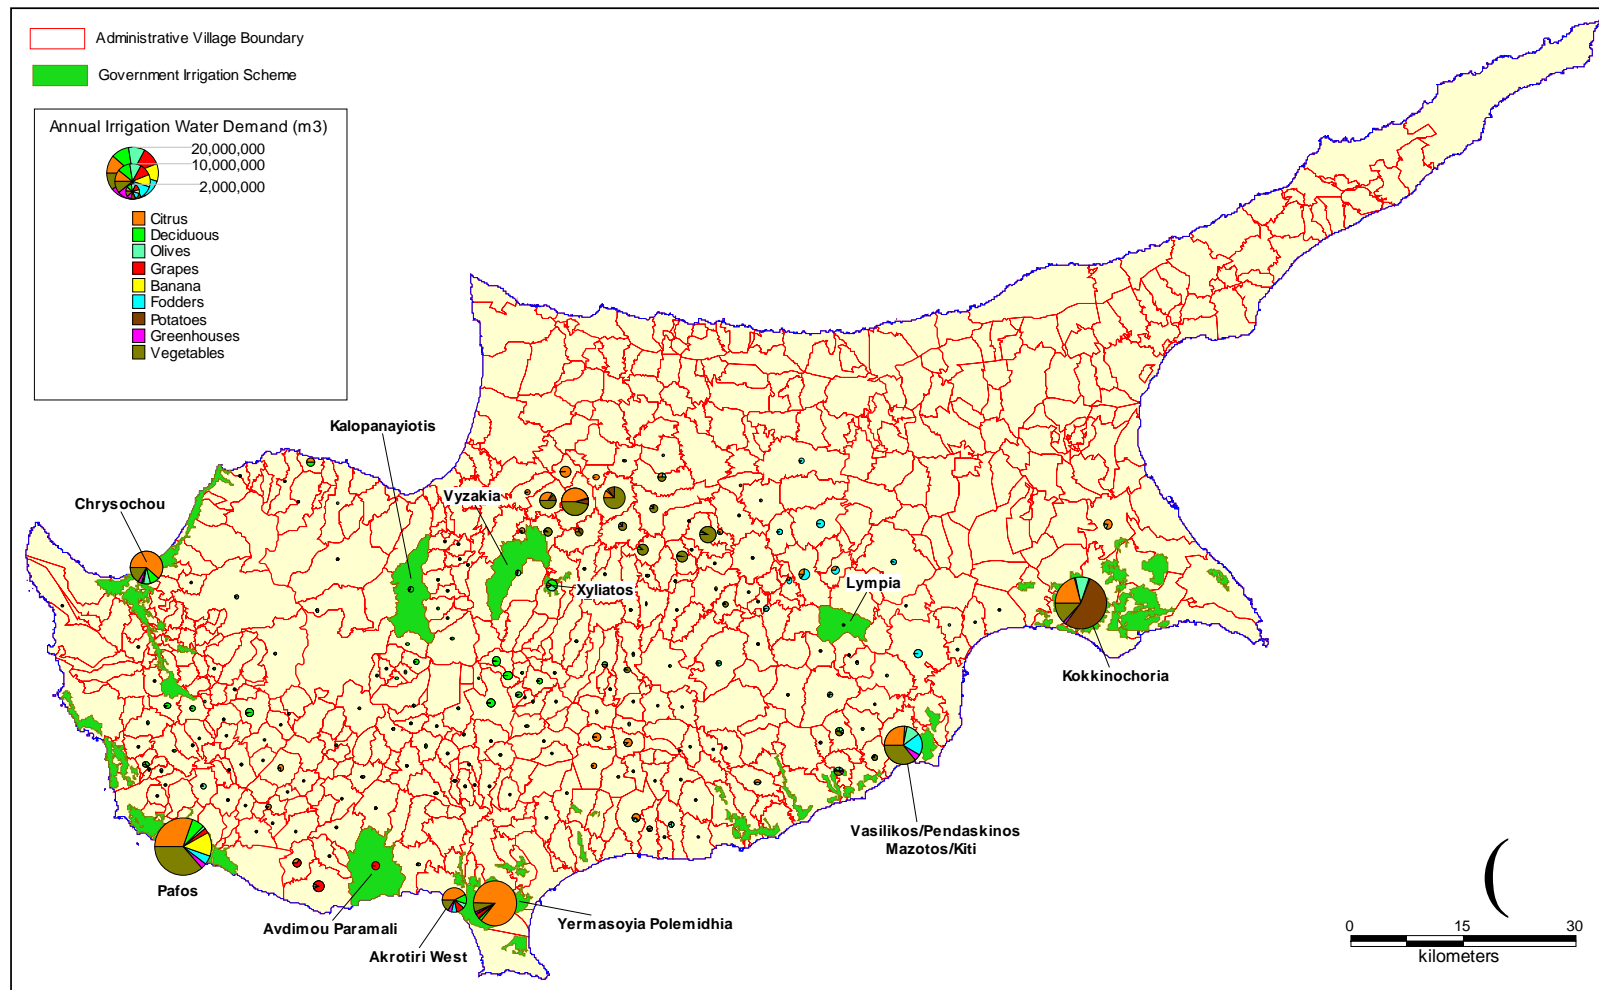 Administrative Village Boundary
Government Irrigation Scheme
Annual Irrigation Water Demand (m3)
20,000,000
10,000,000
2,000,000
Citrus
Deciduous
Olives
Grapes
Banana
Fodders
Potatoes
Greenhouses
Vegetables
Kalopanayiotis
Vyzakia
Chrysochou
Xyliatos
Lympia
Kokkinochoria
Vasilikos/Pendaskinos
Mazotos/Kiti
Pafos
Avdimou Paramali
Yermasoyia Polemidhia
Akrotiri West
(
0 15 30
kilometers